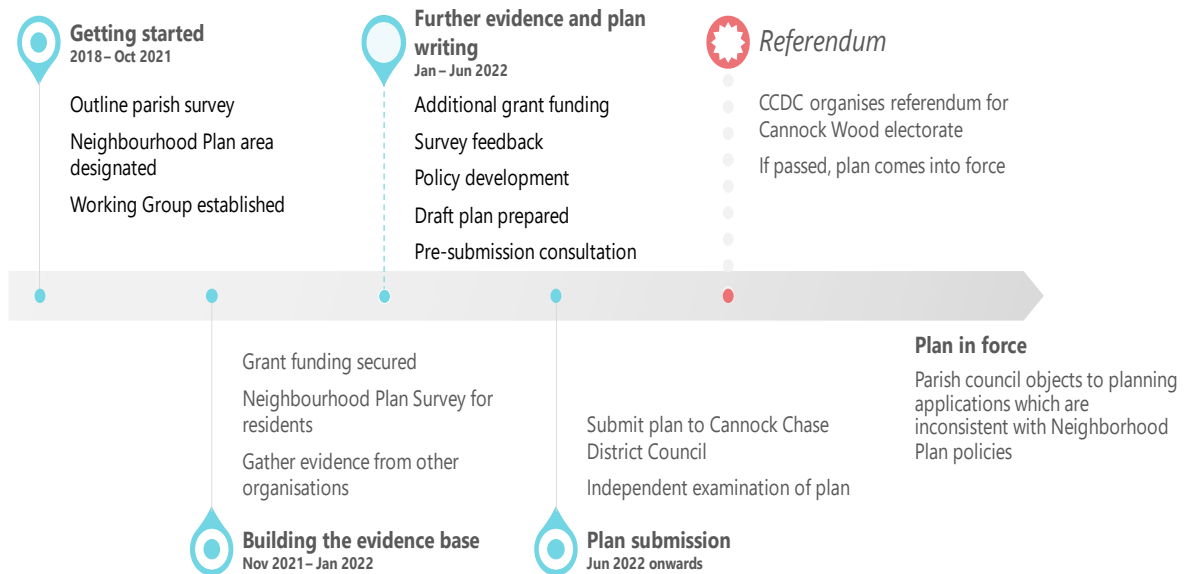 Getting started
2018– Oct 2021
Outline parish survey
Neighbourhood Plan area
designated
Working Group established
Further evidence and plan
writing
Jan – Jun 2022
Additional grant funding
Survey feedback
Policy development
Draft plan prepared
Pre-submission consultation
Referendum
CCDC organises referendum for
Cannock Wood electorate
If passed, plan comes into force
Grant funding secured
Neighbourhood Plan Survey for
residents
Gather evidence from other
organisations
Building the evidence base
Nov 2021– Jan 2022
Submit plan to Cannock Chase
District Council
Independent examination of plan
Plan submission
Jun 2022 onwards
Plan in force
Parish council objects to planning
applications which are
inconsistent with Neighborhood
Plan policies